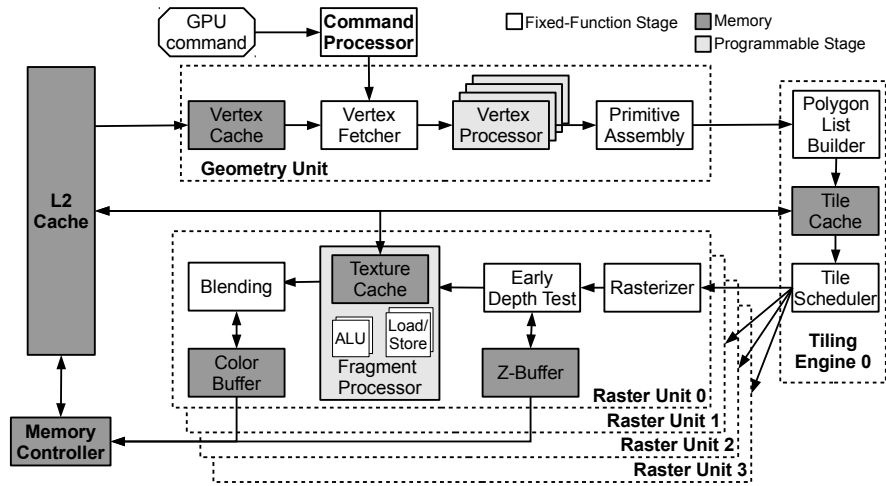 GPU
command
Command
Processor
Fixed-Function Stage
Memory
Programmable Stage
L2
Cache
Vertex
Cache
Vertex
Fetcher
Vertex
Processor
Primitive
Assembly
Geometry Unit
Polygon
List
Builder
Tile
Cache
Tile
Scheduler
Tiling
Engine 0
Blending
Texture
Cache
Early
Depth Test
Rasterizer
ALU
Load/
Store
Fragment
Processor
Color
Buffer
Z-Buffer
Raster Unit 0
Raster Unit 1
Raster Unit 2
Raster Unit 3
Memory
Controller